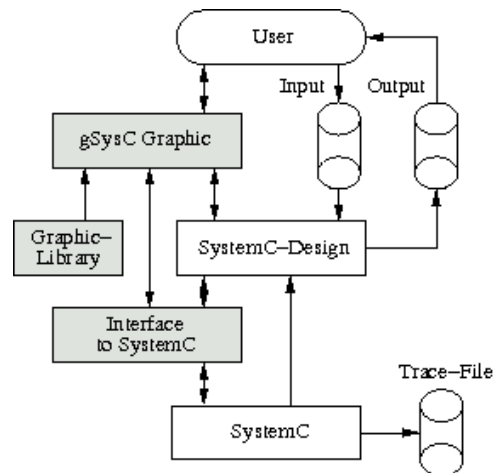 User
Input
Output
gSysC Graphic
Graphic–
Library
SystemC–Design
Interface
to SystemC
Trace–File
SystemC